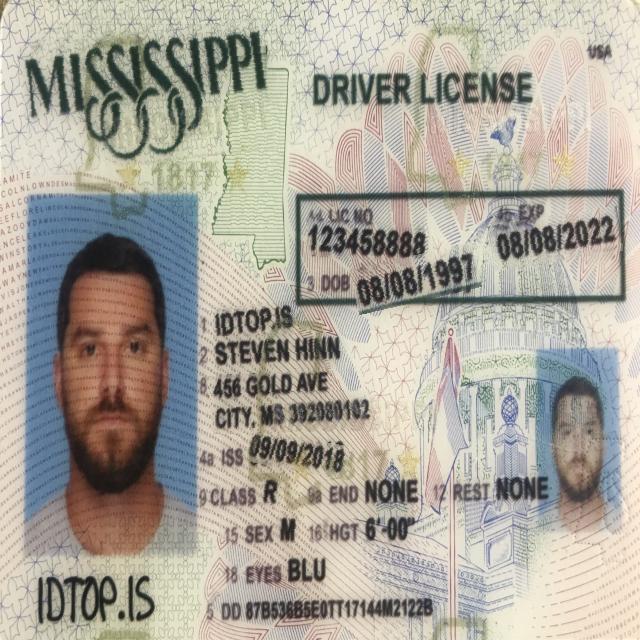 MISSISSIPPI
USA
DRIVER LICENSE
1817
4d LIC NO 4b EXP
123458888 08/08/2022
3 DOB 08/08/1997
1 IDTOP.IS
2 STEVEN HINN
8 456 GOLD AVE
CITY, MS 392080102
4a ISS 09/09/2018
9 CLASS R 9a END NONE 12 REST NONE
15 SEX M 16 HGT 6'-00"
18 EYES BLU
5 DD 87B536B5E0TT17144M2122B
IDTOP.IS